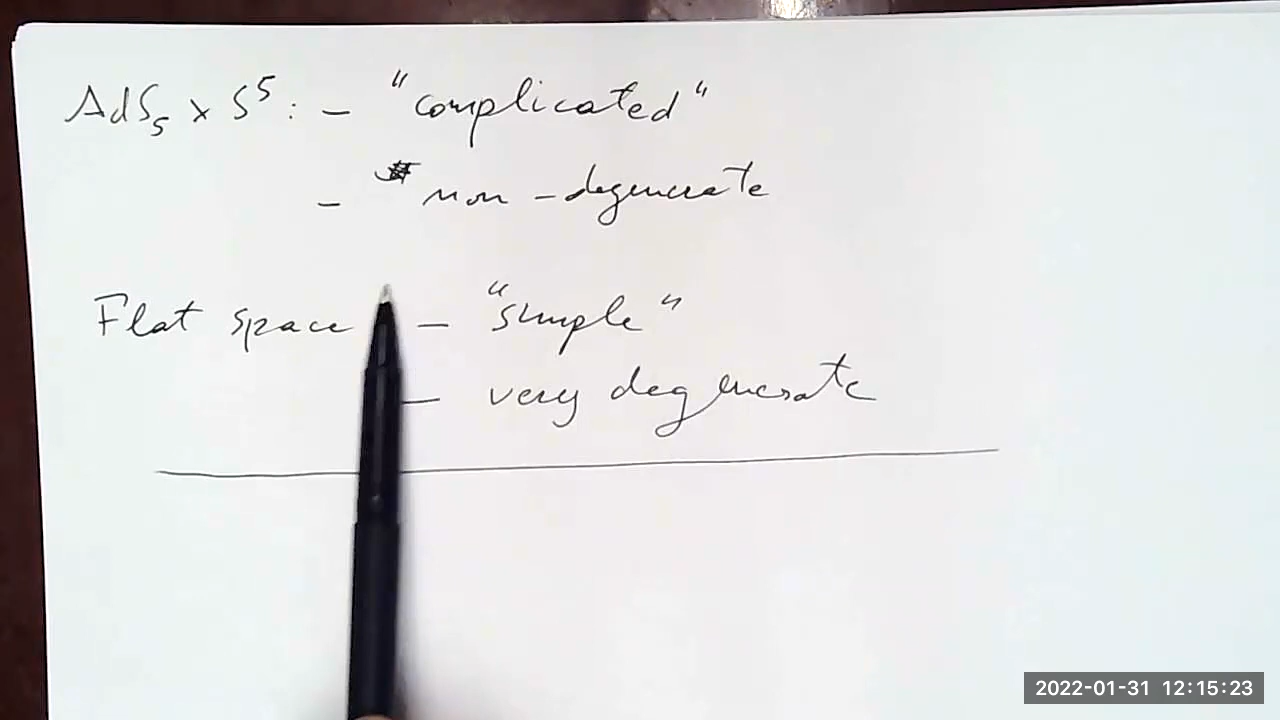 AdS₅ × S⁵ : – "complicated"
– non-degenerate
Flat space – "simple"
– very degenerate
2022-01-31 12:15:23